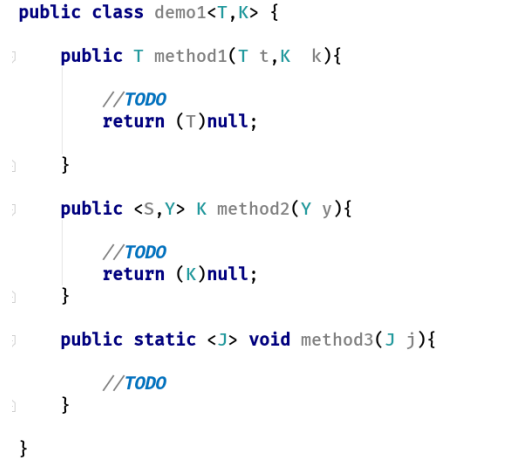 public class demo1<T,K> {
public T method1(T t,K  k){
//TODO
return (T)null;
}
public <S,Y> K method2(Y y){
//TODO
return (K)null;
}
public static <J> void method3(J j){
//TODO
}
}